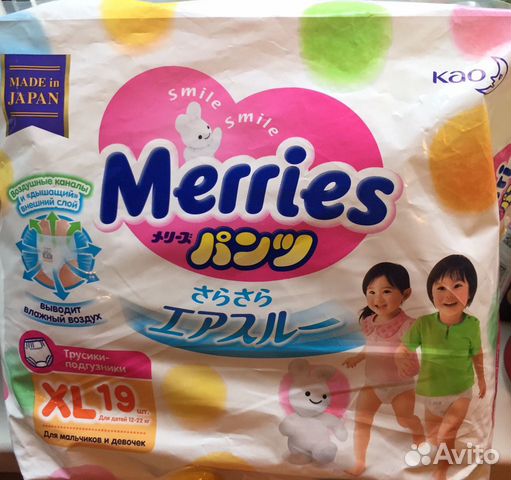 MADE in
JAPAN
Kao
Smile Smile
Merries
メリーズ パンツ
さらさら
エアスルー
Воздушные каналы
и «дышащий»
внешний слой
выводит
влажный воздух
Трусики-
подгузники
XL 19 шт.
Для детей 12-22 кг
Для мальчиков и девочек
Avito